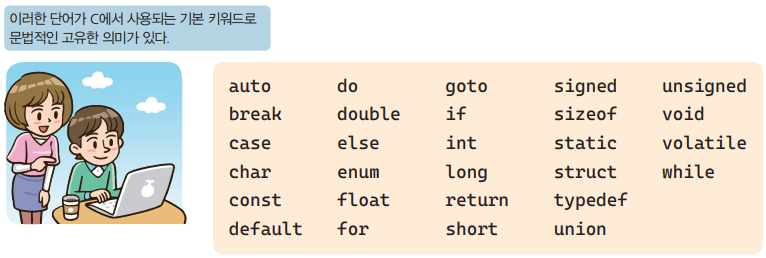 이러한 단어가 C에서 사용되는 기본 키워드로
문법적인 고유한 의미가 있다.
auto do goto signed unsigned
break double if sizeof void
case else int static volatile
char enum long struct while
const float return typedef
default for short union